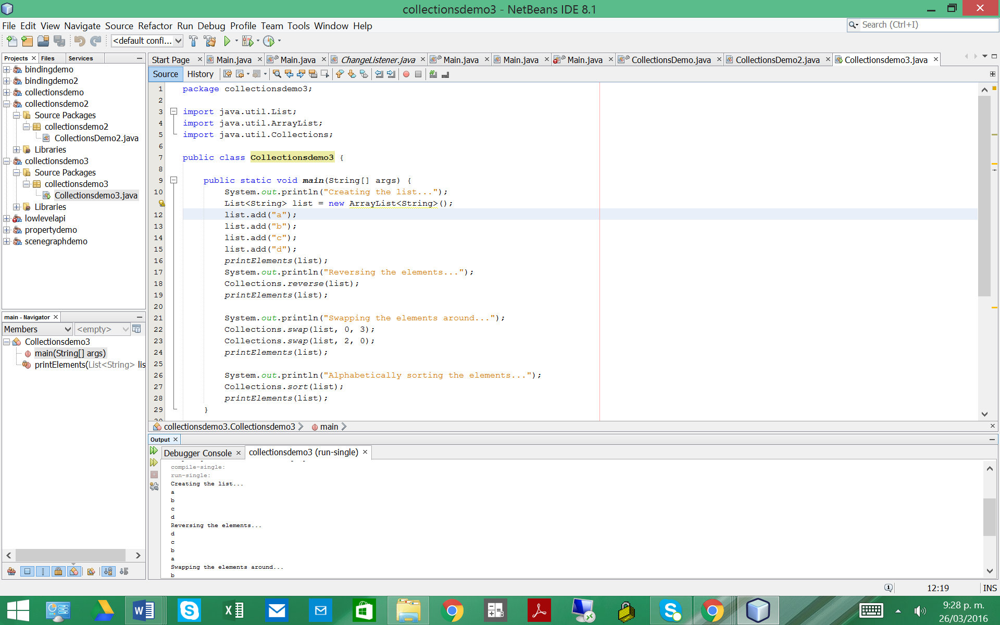 collectionsdemo3 - NetBeans IDE 8.1
File Edit View Navigate Source Refactor Run Debug Profile Team Tools Window Help
Search (Ctrl+I)
<default confi...
Projects Files Services
bindingdemo
bindingdemo2
collectionsdemo
collectionsdemo2
Source Packages
collectionsdemo2
CollectionsDemo2.java
Libraries
collectionsdemo3
Source Packages
collectionsdemo3
Collectionsdemo3.java
Libraries
lowlevelapi
propertydemo
scenegraphdemo
main - Navigator
Members <empty>
Collectionsdemo3
main(String[] args)
printElements(List<String> lis
Start Page Main.java Main.java ChangeListener.java Main.java Main.java Main.java CollectionsDemo.java CollectionsDemo2.java Collectionsdemo3.java
Source History
1 package collectionsdemo3;
2
3 import java.util.List;
4 import java.util.ArrayList;
5 import java.util.Collections;
6
7 public class Collectionsdemo3 {
8
9 public static void main(String[] args) {
10 System.out.println("Creating the list...");
List<String> list = new ArrayList<String>();
12 list.add("a");
13 list.add("b");
14 list.add("c");
15 list.add("d");
16 printElements(list);
17 System.out.println("Reversing the elements...");
18 Collections.reverse(list);
19 printElements(list);
20
21 System.out.println("Swapping the elements around...");
22 Collections.swap(list, 0, 3);
23 Collections.swap(list, 2, 0);
24 printElements(list);
25
26 System.out.println("Alphabetically sorting the elements...");
27 Collections.sort(list);
28 printElements(list);
29 }
collectionsdemo3.Collectionsdemo3 main
Output
Debugger Console collectionsdemo3 (run-single)
compile-single:
run-single:
Creating the list...
a
b
c
d
Reversing the elements...
d
c
b
a
Swapping the elements around...
b
12:19 INS
9:28 p. m.
26/03/2016